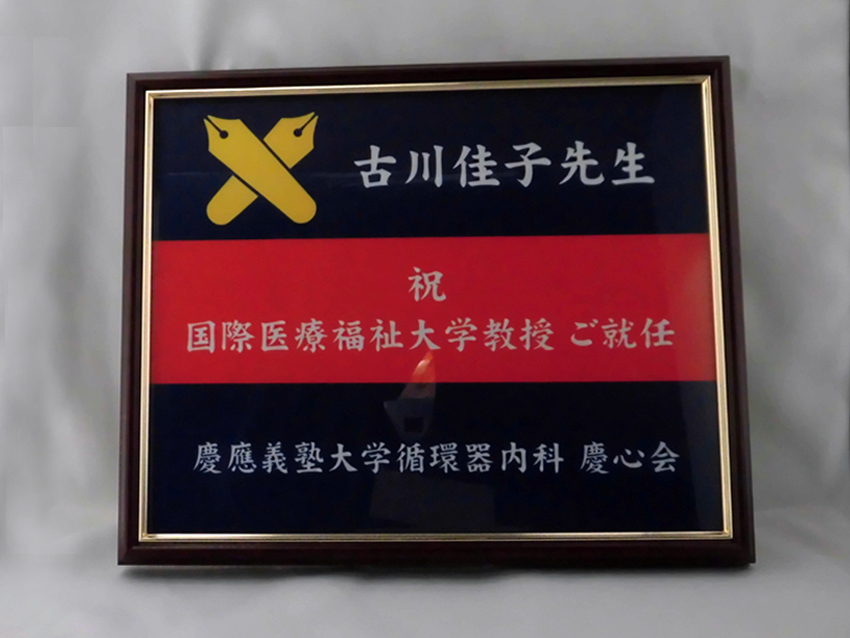 古川佳子先生
祝
国際医療福祉大学教授 ご就任
慶應義塾大学循環器内科 慶心会